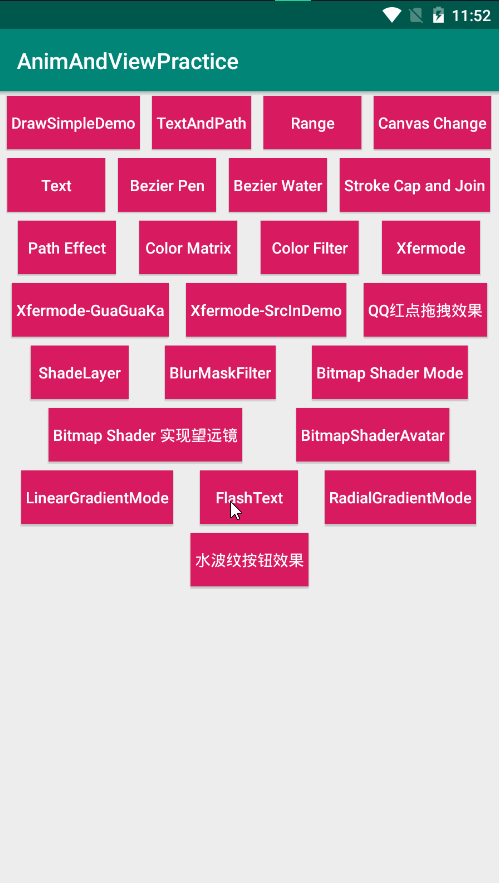 11:52
AnimAndViewPractice
DrawSimpleDemo TextAndPath Range Canvas Change
Text Bezier Pen Bezier Water Stroke Cap and Join
Path Effect Color Matrix Color Filter Xfermode
Xfermode-GuaGuaKa Xfermode-SrcInDemo QQ红点拖拽效果
ShadeLayer BlurMaskFilter Bitmap Shader Mode
Bitmap Shader 实现望远镜 BitmapShaderAvatar
LinearGradientMode FlashText RadialGradientMode
水波纹按钮效果